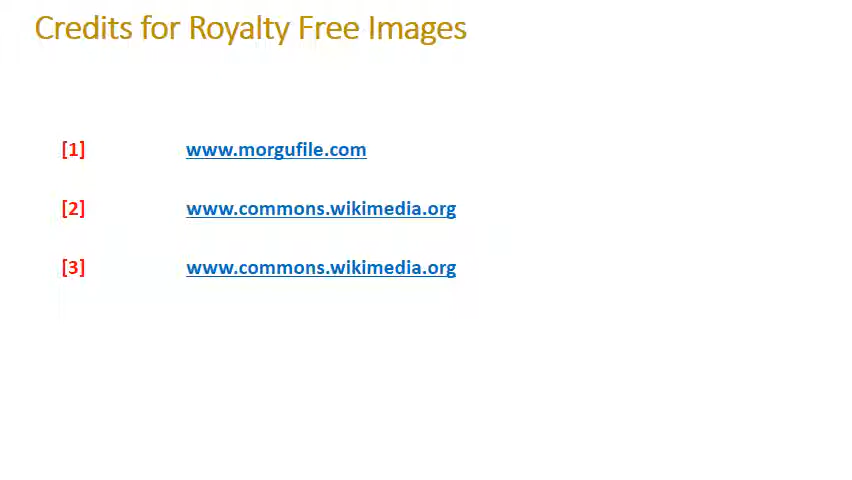 Credits for Royalty Free Images
[1] www.morgufile.com
[2] www.commons.wikimedia.org
[3] www.commons.wikimedia.org